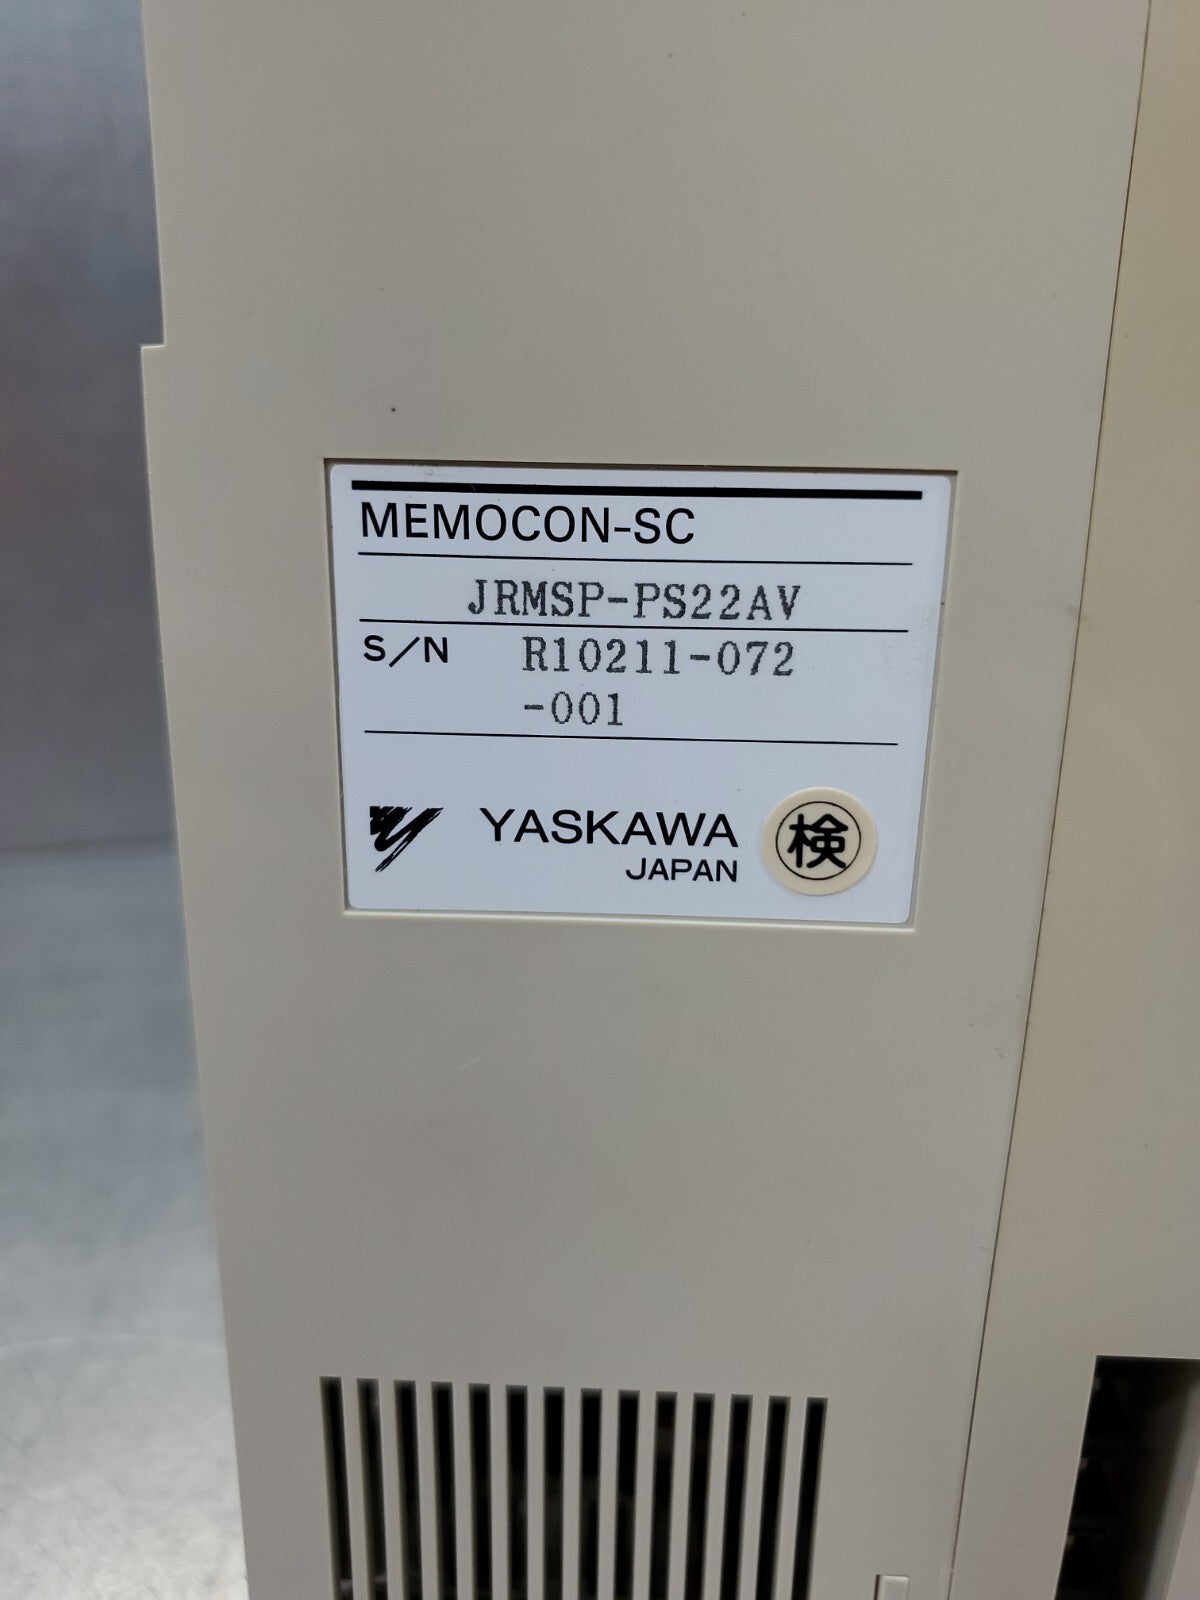 MEMOCON-SC
JRMSP-PS22AV
S/N R10211-072
-001
YASKAWA
JAPAN
検